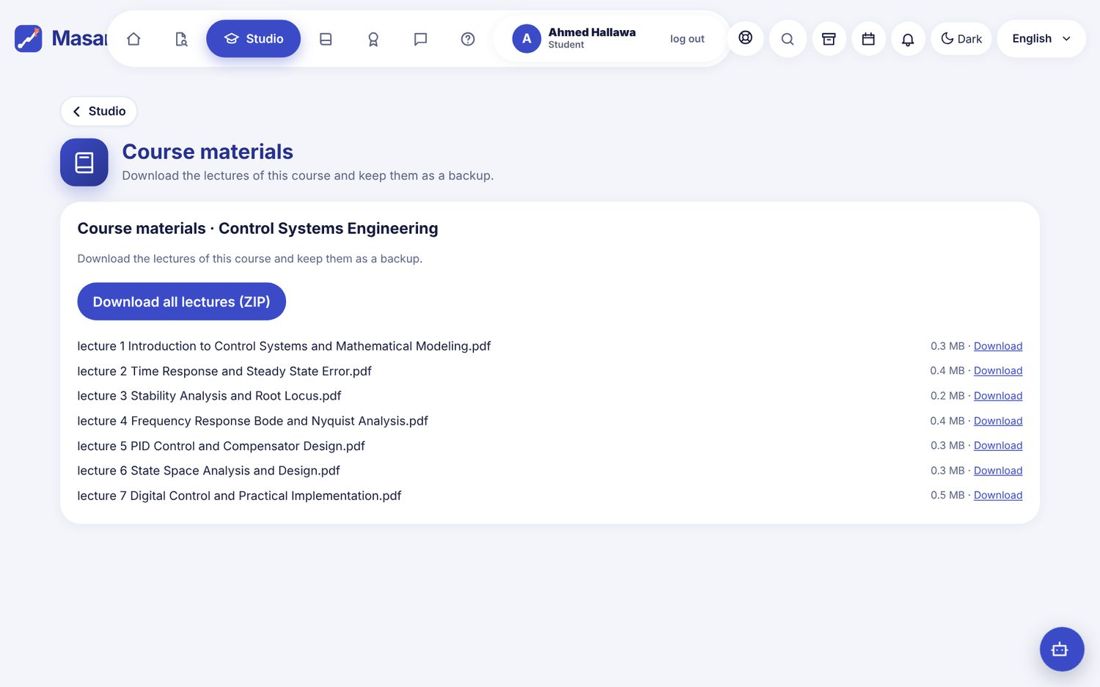 Masar
Studio
A
Ahmed Hallawa
Student
log out
Dark
English
Studio
Course materials
Download the lectures of this course and keep them as a backup.
Course materials · Control Systems Engineering
Download the lectures of this course and keep them as a backup.
Download all lectures (ZIP)
lecture 1 Introduction to Control Systems and Mathematical Modeling.pdf 0.3 MB · Download
lecture 2 Time Response and Steady State Error.pdf 0.4 MB · Download
lecture 3 Stability Analysis and Root Locus.pdf 0.2 MB · Download
lecture 4 Frequency Response Bode and Nyquist Analysis.pdf 0.4 MB · Download
lecture 5 PID Control and Compensator Design.pdf 0.3 MB · Download
lecture 6 State Space Analysis and Design.pdf 0.3 MB · Download
lecture 7 Digital Control and Practical Implementation.pdf 0.5 MB · Download